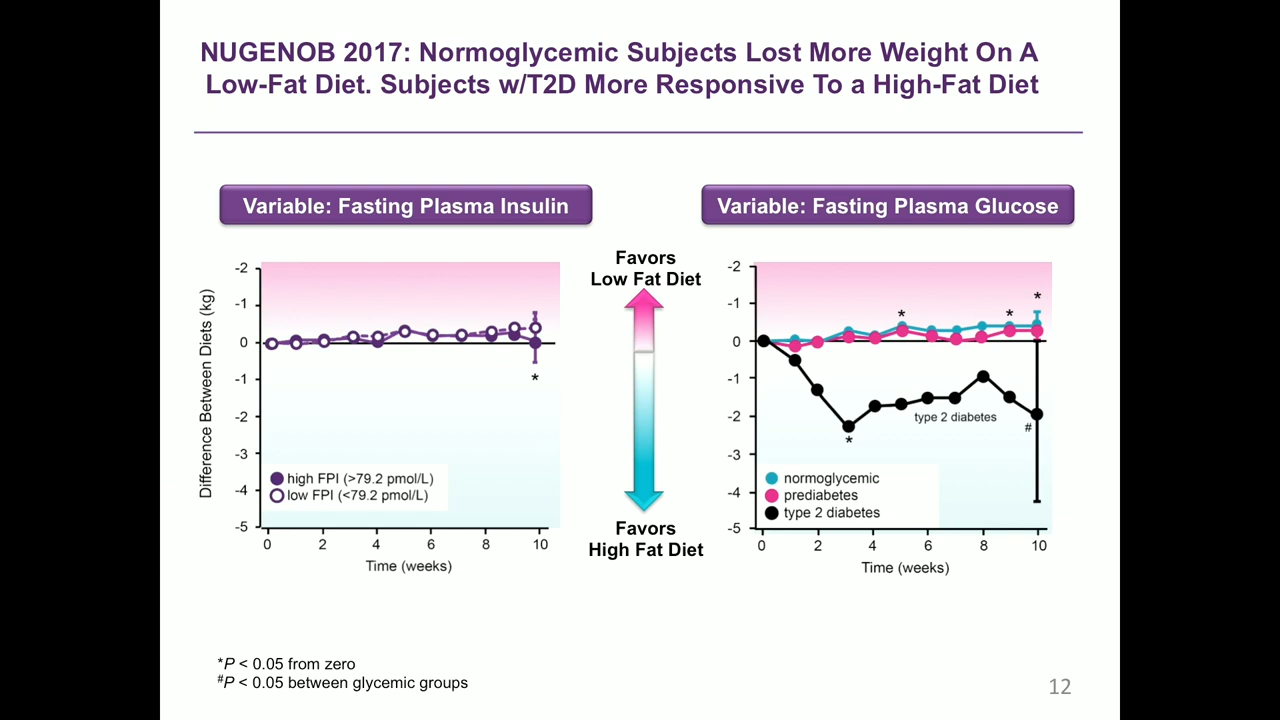 NUGENOB 2017: Normoglycemic Subjects Lost More Weight On A
Low-Fat Diet. Subjects w/T2D More Responsive To a High-Fat Diet
Variable: Fasting Plasma Insulin
Difference Between Diets (kg)
-2
-1
0
-1
-2
-3
-4
-5
*
high FPI (>79.2 pmol/L)
low FPI (<79.2 pmol/L)
0 2 4 6 8 10
Time (weeks)
Favors
Low Fat Diet
Favors
High Fat Diet
Variable: Fasting Plasma Glucose
-2
-1
0
-1
-2
-3
-4
-5
* * *
*
type 2 diabetes
#
normoglycemic
prediabetes
type 2 diabetes
0 2 4 6 8 10
Time (weeks)
*P < 0.05 from zero
#P < 0.05 between glycemic groups
12